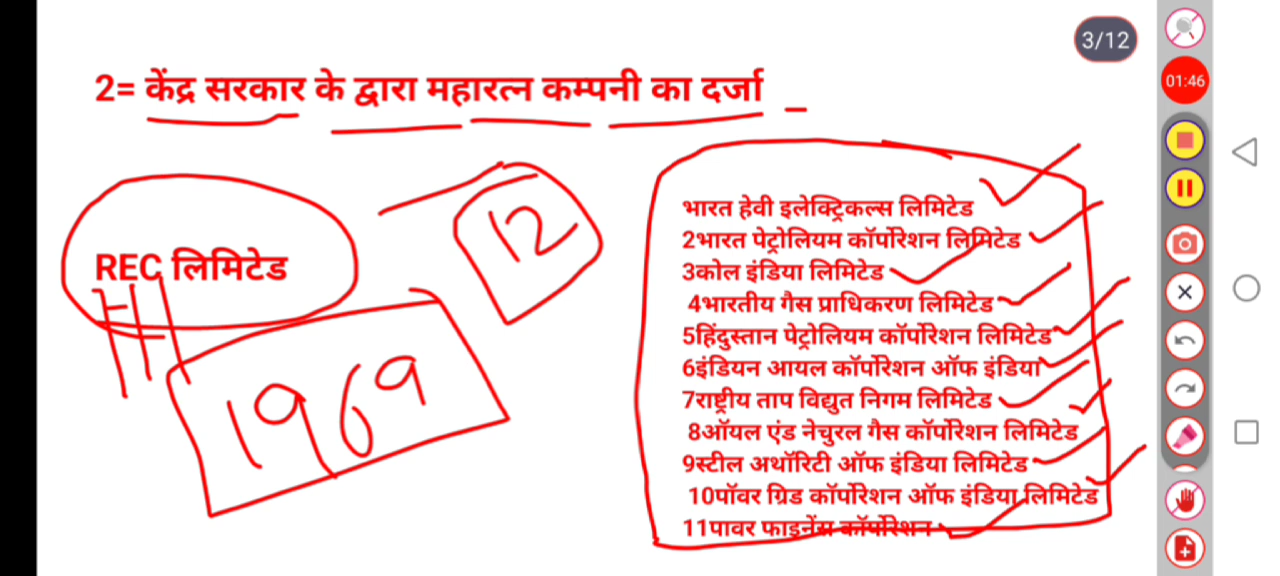 3/12
01:46
2= केंद्र सरकार के द्वारा महारत्न कम्पनी का दर्जा _
REC लिमिटेड
12
1969
भारत हेवी इलेक्ट्रिकल्स लिमिटेड
2भारत पेट्रोलियम कॉर्पोरेशन लिमिटेड
3कोल इंडिया लिमिटेड
4भारतीय गैस प्राधिकरण लिमिटेड
5हिंदुस्तान पेट्रोलियम कॉर्पोरेशन लिमिटेड
6इंडियन आयल कॉर्पोरेशन ऑफ इंडिया
7राष्ट्रीय ताप विद्युत निगम लिमिटेड
8ऑयल एंड नेचुरल गैस कॉर्पोरेशन लिमिटेड
9स्टील अथॉरिटी ऑफ इंडिया लिमिटेड
10पॉवर ग्रिड कॉर्पोरेशन ऑफ इंडिया लिमिटेड
11पावर फाइनेंस कॉर्पोरेशन